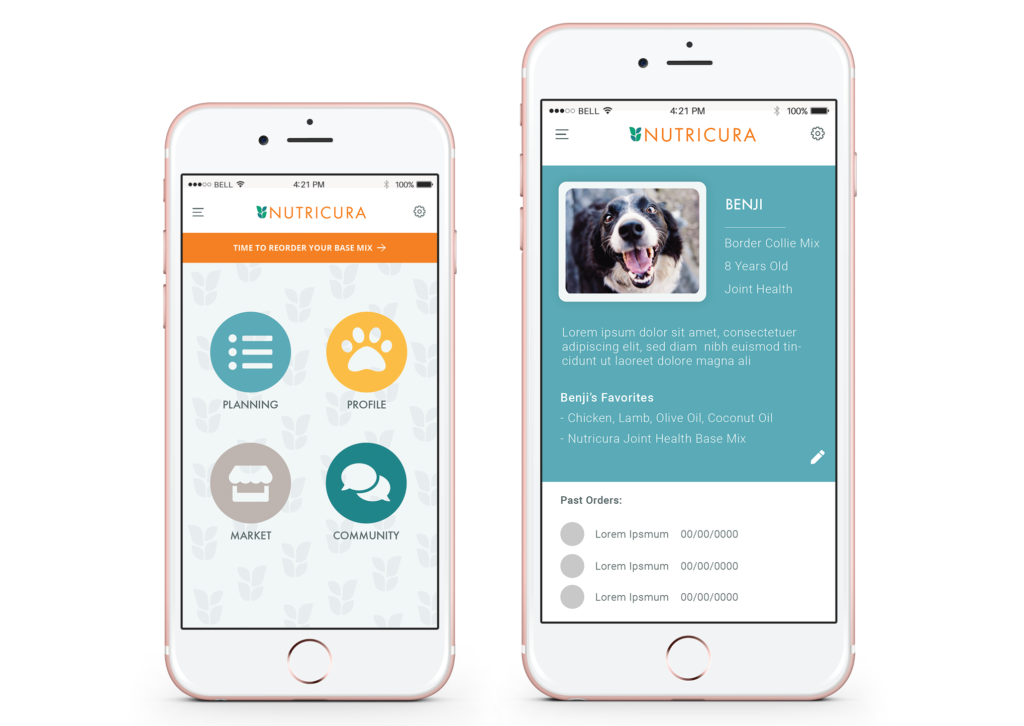 BELL 4:21 PM 100%
NUTRICURA
TIME TO REORDER YOUR BASE MIX →
PLANNING PROFILE
MARKET COMMUNITY
BELL 4:21 PM 100%
NUTRICURA
BENJI
Border Collie Mix
8 Years Old
Joint Health
Lorem ipsum dolor sit amet, consectetuer
adipiscing elit, sed diam nibh euismod tin-
cidunt ut laoreet dolore magna ali
Benji's Favorites
- Chicken, Lamb, Olive Oil, Coconut Oil
- Nutricura Joint Health Base Mix
Past Orders:
Lorem Ipsmum 00/00/0000
Lorem Ipsmum 00/00/0000
Lorem Ipsmum 00/00/0000